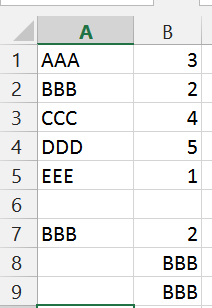 A B
1 AAA 3
2 BBB 2
3 CCC 4
4 DDD 5
5 EEE 1
6
7 BBB 2
8 BBB
9 BBB